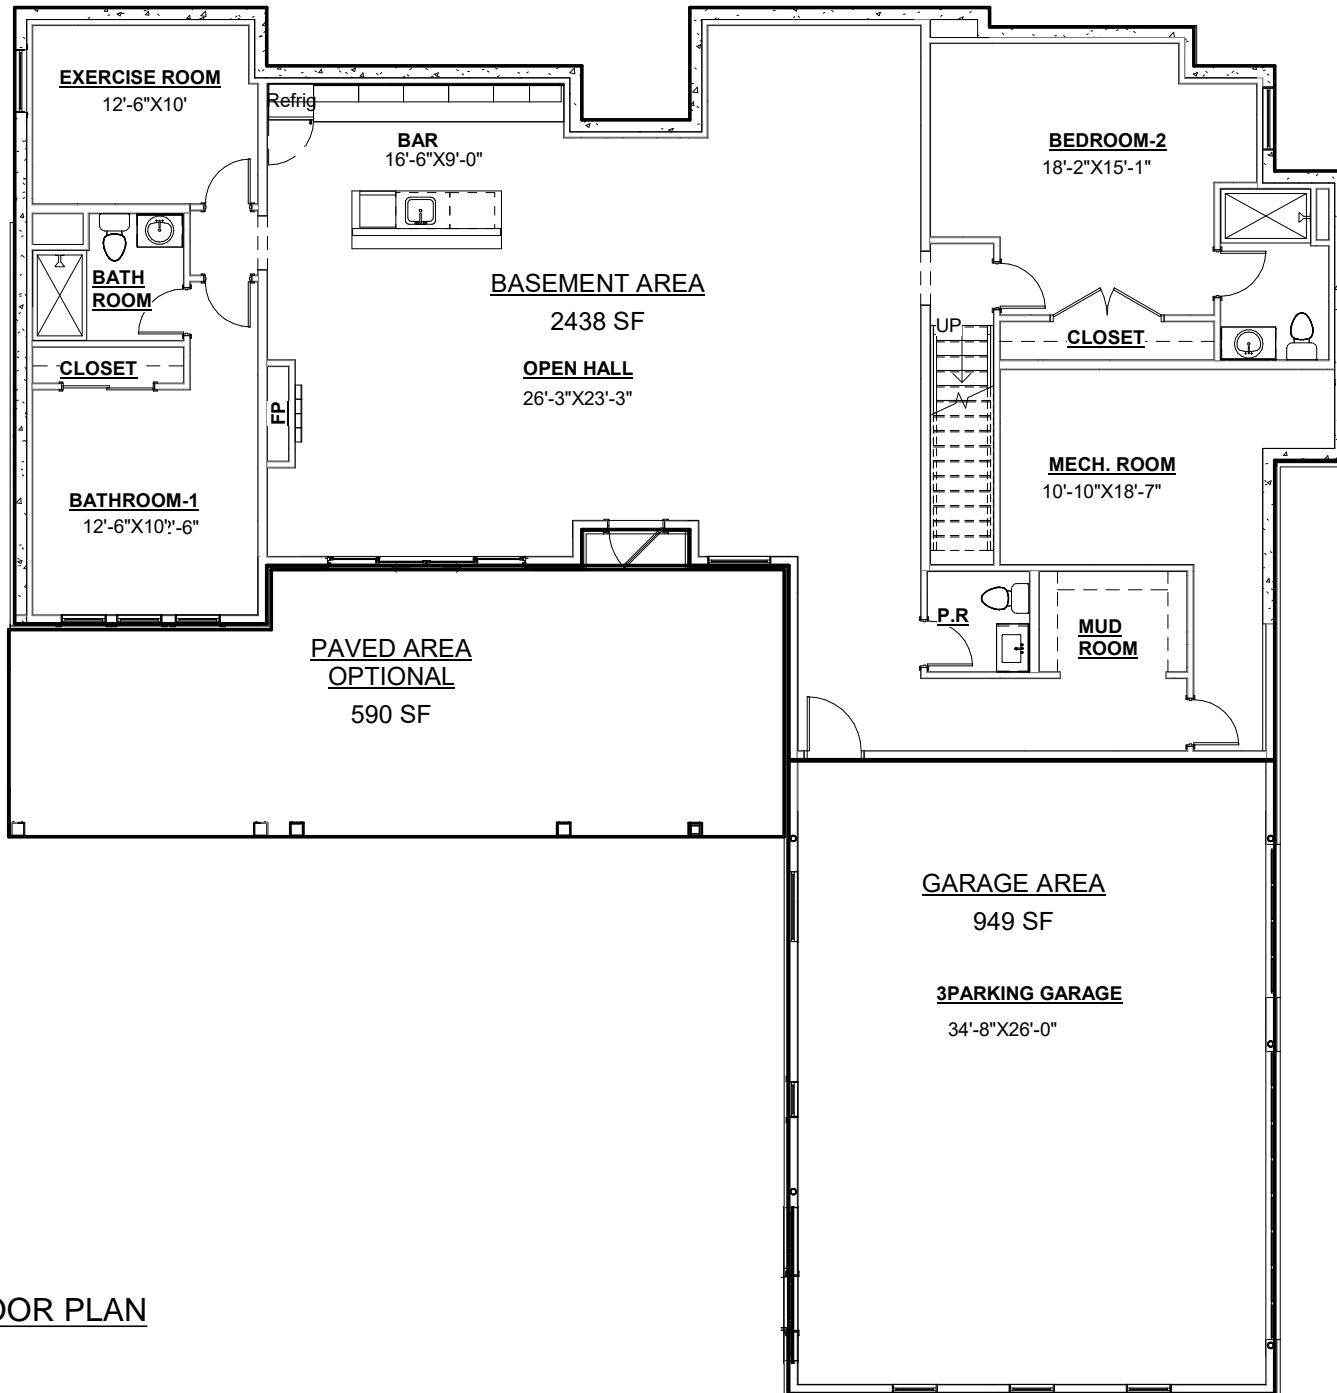 EXERCISE ROOM
12'-6"X10'
Refrig
BAR
16'-6"X9'-0"
BEDROOM-2
18'-2"X15'-1"
BATH
ROOM
BASEMENT AREA
2438 SF
UP
CLOSET
CLOSET
OPEN HALL
26'-3"X23'-3"
FP
MECH. ROOM
10'-10"X18'-7"
BATHROOM-1
P.R
MUD
ROOM
PAVED AREA
OPTIONAL
590 SF
GARAGE AREA
949 SF
3PARKING GARAGE
34'-8"X26'-0"
PLAN